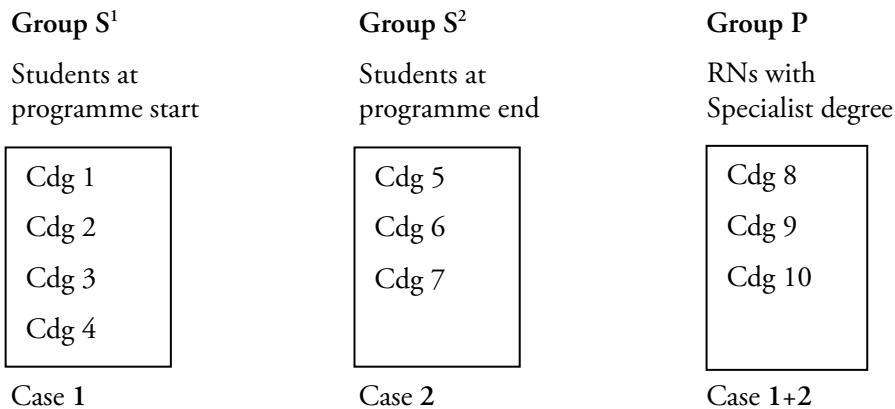 Group S¹
Students at
programme start
Cdg 1
Cdg 2
Cdg 3
Cdg 4
Case 1
Group S²
Students at
programme end
Cdg 5
Cdg 6
Cdg 7
Case 2
Group P
RNs with
Specialist degree
Cdg 8
Cdg 9
Cdg 10
Case 1+2